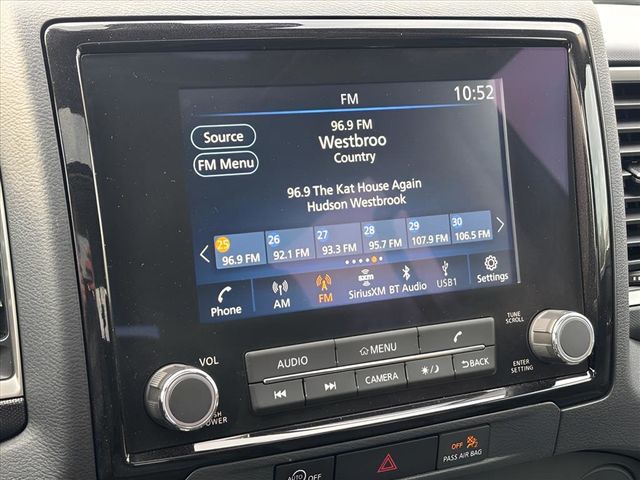 FM
10:52
Source
FM Menu
96.9 FM
Westbroo
Country
96.9 The Kat House Again
Hudson Westbrook
25 26 27 28 29 30
96.9 FM 92.1 FM 93.3 FM 95.7 FM 107.9 FM 106.5 FM
Phone AM FM SXM SiriusXM BT Audio USB1 Settings
VOL
AUDIO MENU
CAMERA BACK
TUNE
SCROLL
ENTER
SETTING
POWER
AUTO OFF
OFF
PASS AIR BAG